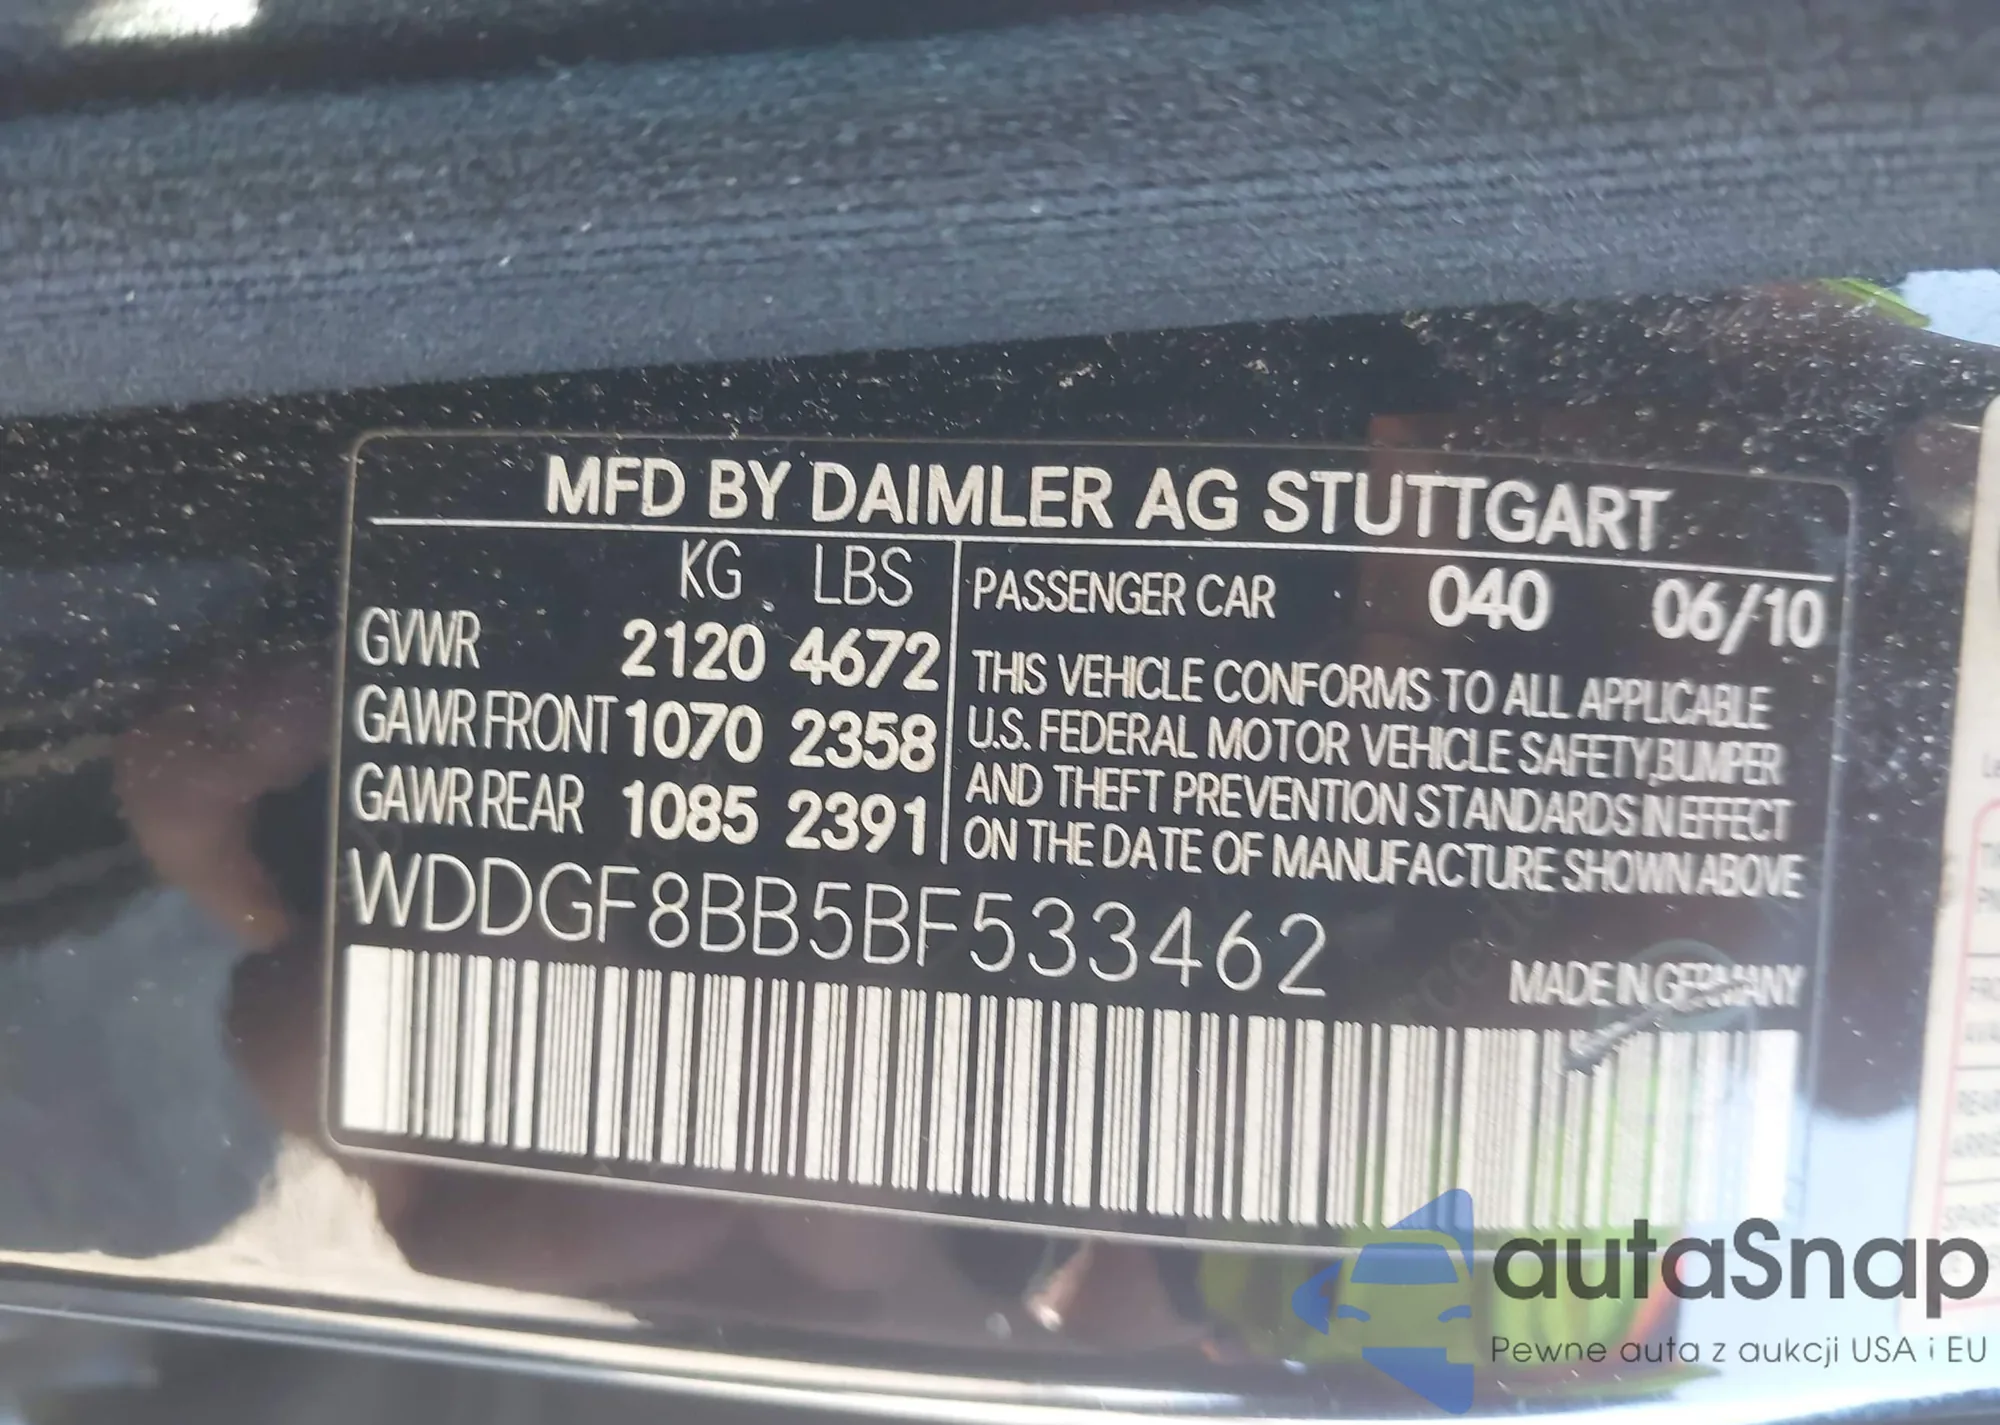 MFD BY DAIMLER AG STUTTGART
KG LBS
GVWR 2120 4672
GAWR FRONT 1070 2358
GAWR REAR 1085 2391
PASSENGER CAR 040 06/10
THIS VEHICLE CONFORMS TO ALL APPLICABLE
U.S. FEDERAL MOTOR VEHICLE SAFETY, BUMPER
AND THEFT PREVENTION STANDARDS IN EFFECT
ON THE DATE OF MANUFACTURE SHOWN ABOVE
WDDGF8BB5BF533462
MADE IN GERMANY
autaSnap
Pewne auta z aukcji USA i EU